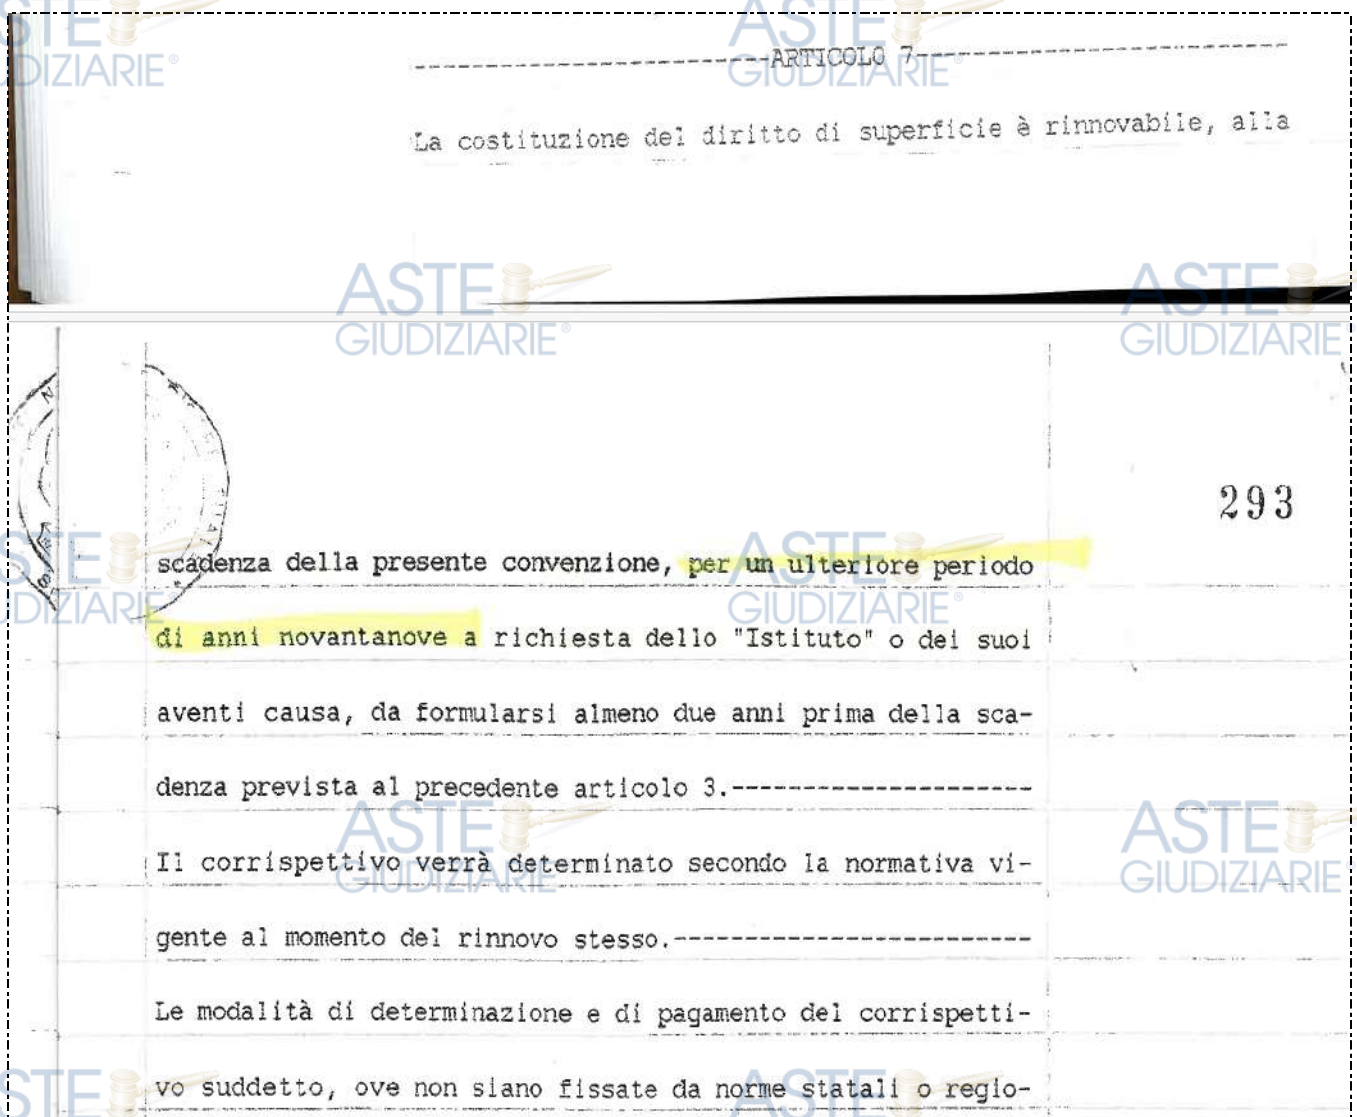 --------------------------ARTICOLO 7---------------------------
La costituzione del diritto di superficie è rinnovabile, alla
293
scadenza della presente convenzione, per un ulteriore periodo
di anni novantanove a richiesta dello "Istituto" o dei suoi
aventi causa, da formularsi almeno due anni prima della sca-
denza prevista al precedente articolo 3.---------------------
Il corrispettivo verrà determinato secondo la normativa vi-
gente al momento del rinnovo stesso.-------------------------
Le modalità di determinazione e di pagamento del corrispetti-
vo suddetto, ove non siano fissate da norme statali o regio-
ASTE
GIUDIZIARIE®